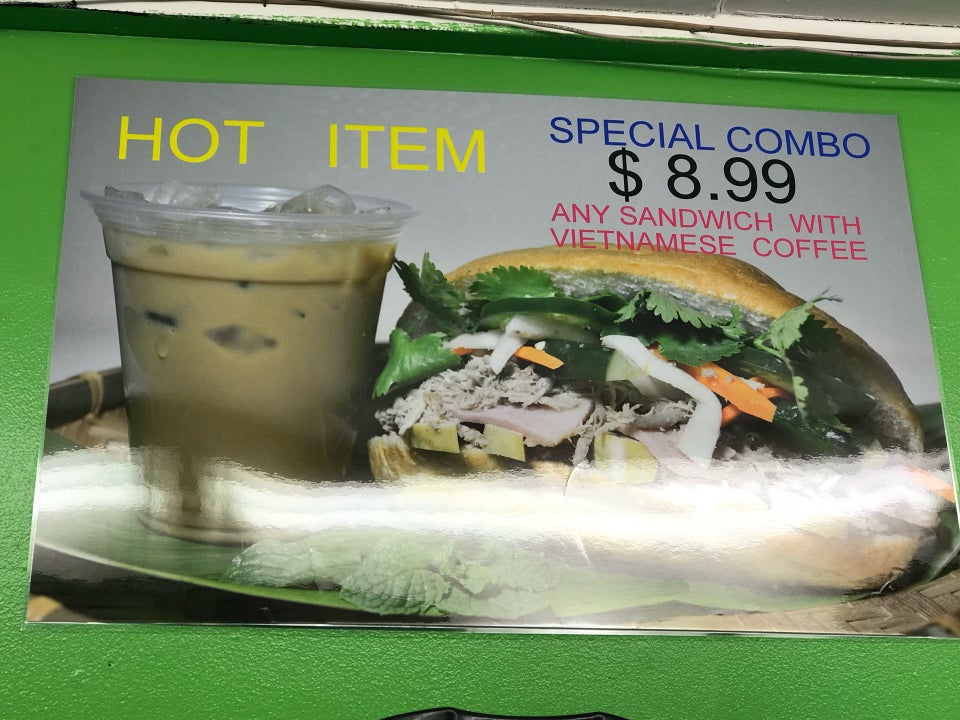 HOT ITEM
SPECIAL COMBO
$ 8.99
ANY SANDWICH WITH
VIETNAMESE COFFEE